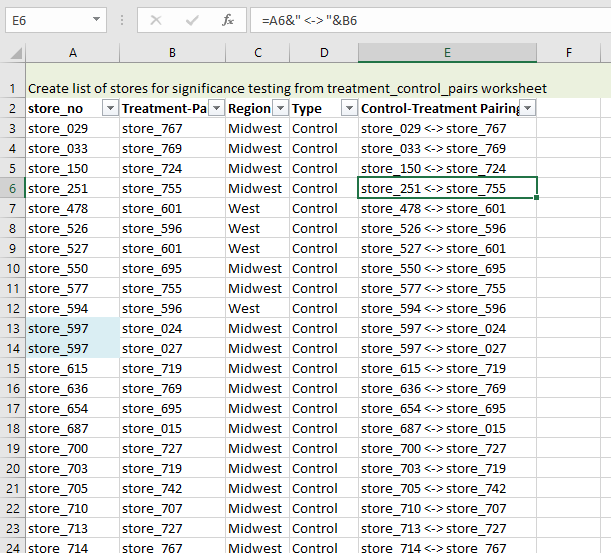 E6 =A6&" <-> "&B6
A B C D E F
1 Create list of stores for significance testing from treatment_control_pairs worksheet
2 store_no Treatment-Pa Region Type Control-Treatment Pairing
3 store_029 store_767 Midwest Control store_029 <-> store_767
4 store_033 store_769 Midwest Control store_033 <-> store_769
5 store_150 store_724 Midwest Control store_150 <-> store_724
6 store_251 store_755 Midwest Control store_251 <-> store_755
7 store_478 store_601 West Control store_478 <-> store_601
8 store_526 store_596 West Control store_526 <-> store_596
9 store_527 store_601 West Control store_527 <-> store_601
10 store_550 store_695 Midwest Control store_550 <-> store_695
11 store_577 store_755 Midwest Control store_577 <-> store_755
12 store_594 store_596 West Control store_594 <-> store_596
13 store_597 store_024 Midwest Control store_597 <-> store_024
14 store_597 store_027 Midwest Control store_597 <-> store_027
15 store_615 store_719 Midwest Control store_615 <-> store_719
16 store_636 store_769 Midwest Control store_636 <-> store_769
17 store_654 store_695 Midwest Control store_654 <-> store_695
18 store_687 store_015 Midwest Control store_687 <-> store_015
19 store_700 store_727 Midwest Control store_700 <-> store_727
20 store_703 store_719 Midwest Control store_703 <-> store_719
21 store_705 store_742 Midwest Control store_705 <-> store_742
22 store_710 store_707 Midwest Control store_710 <-> store_707
23 store_713 store_727 Midwest Control store_713 <-> store_727
24 store_714 store_767 Midwest Control store_714 <-> store_767